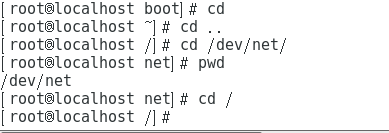 [root@localhost boot]# cd
[root@localhost ~]# cd ..
[root@localhost /]# cd /dev/net/
[root@localhost net]# pwd
/dev/net
[root@localhost net]# cd /
[root@localhost /]#